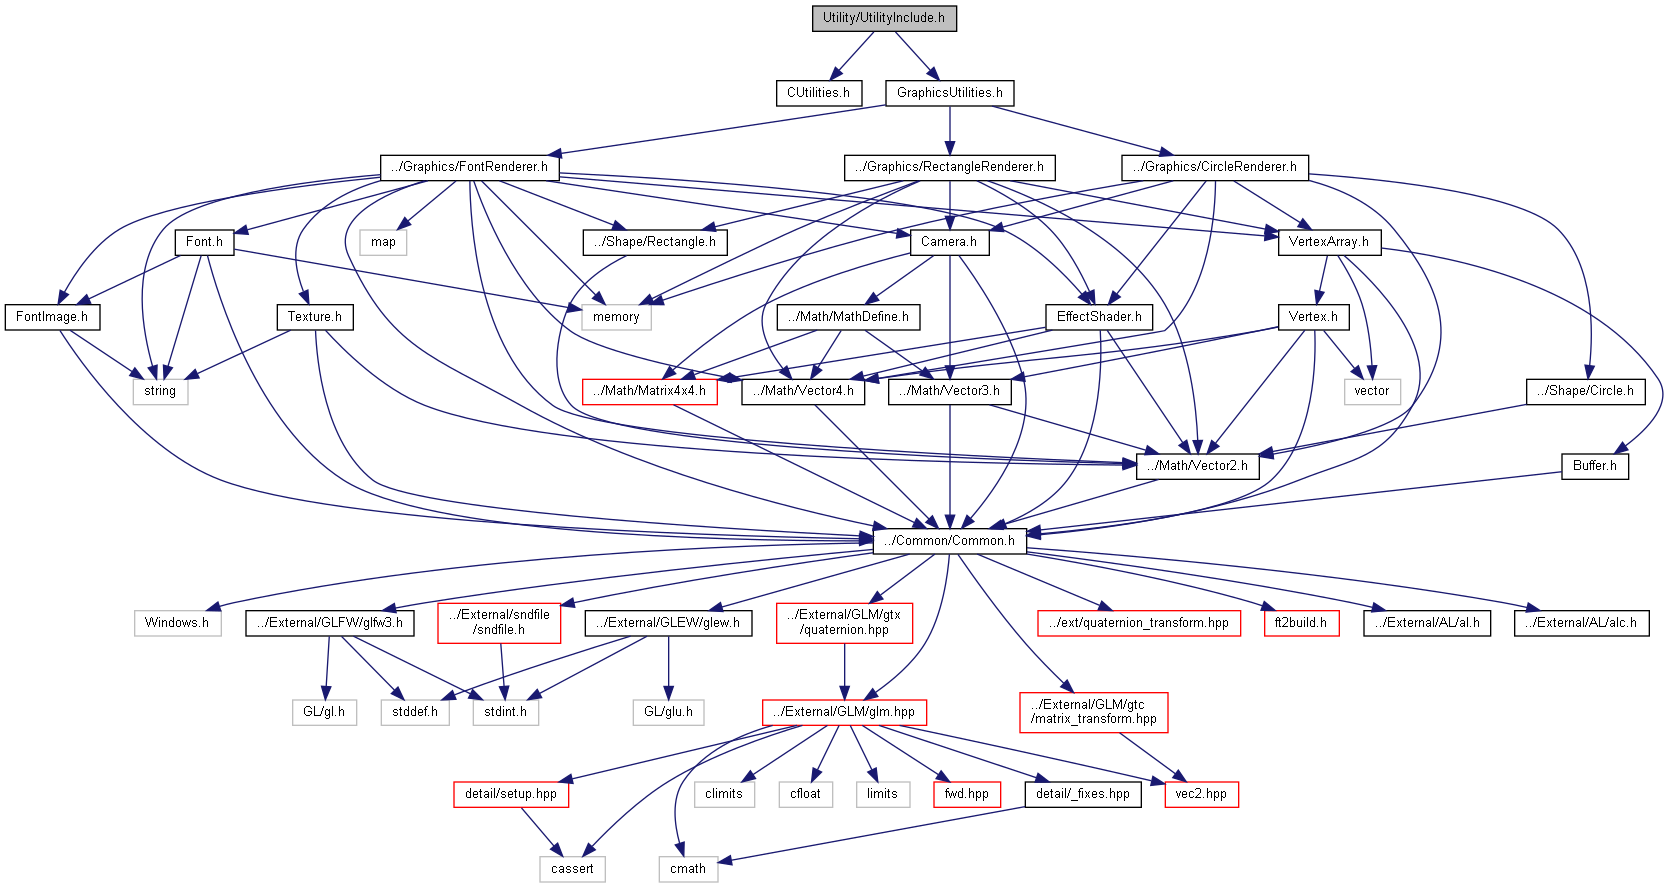 Utility/UtilityInclude.h
CUtilities.h
GraphicsUtilities.h
../Graphics/FontRenderer.h
../Graphics/RectangleRenderer.h
../Graphics/CircleRenderer.h
Font.h
map
../Shape/Rectangle.h
Camera.h
VertexArray.h
FontImage.h
Texture.h
memory
../Math/MathDefine.h
EffectShader.h
Vertex.h
string
../Math/Matrix4x4.h
../Math/Vector4.h
../Math/Vector3.h
vector
../Shape/Circle.h
../Math/Vector2.h
Buffer.h
../Common/Common.h
Windows.h
../External/GLFW/glfw3.h
../External/sndfile
/sndfile.h
../External/GLEW/glew.h
../External/GLM/gtx
/quaternion.hpp
../ext/quaternion_transform.hpp
ft2build.h
../External/AL/al.h
../External/AL/alc.h
GL/gl.h
stddef.h
stdint.h
GL/glu.h
../External/GLM/glm.hpp
../External/GLM/gtc
/matrix_transform.hpp
detail/setup.hpp
climits
cfloat
limits
fwd.hpp
detail/_fixes.hpp
vec2.hpp
cassert
cmath